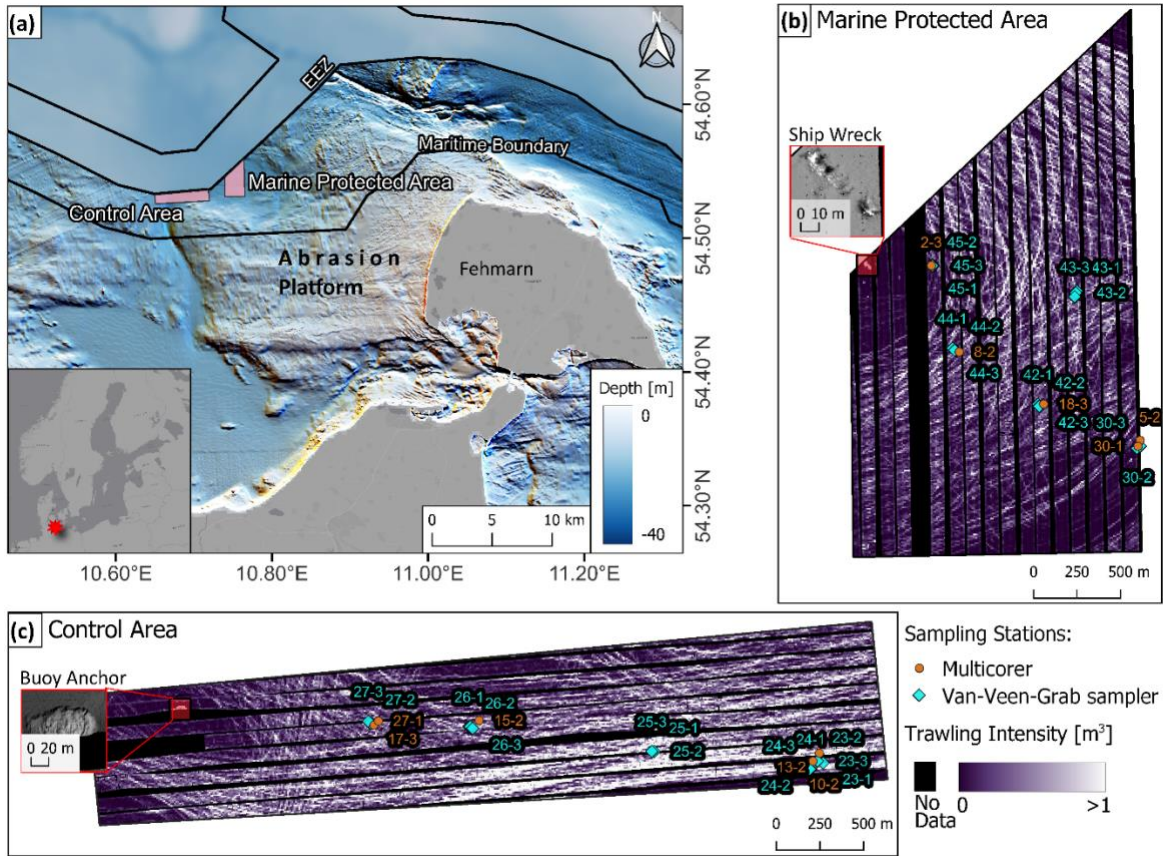 (a)
N
EEZ
Maritime Boundary
Marine Protected Area
Control Area
Abrasion
Platform
Fehmarn
54.60°N
54.50°N
54.40°N
54.30°N
Depth [m]
0
-40
0 5 10 km
10.60°E 10.80°E 11.00°E 11.20°E
(b) Marine Protected Area
Ship Wreck
0 10 m
2-3 45-2
45-3
45-1
43-3 43-1
43-2
44-1 44-2
8-2
44-3
42-1 42-2
18-3
42-3 30-3 5-2
30-1
30-2
0 250 500 m
(c) Control Area
Buoy Anchor
0 20 m
27-3 27-2
27-1
17-3
26-1 26-2
15-2
26-3
25-3 25-1
25-2
24-3 24-1 23-2
13-2 23-3
24-2 10-2 23-1
0 250 500 m
Sampling Stations:
Multicorer
Van-Veen-Grab sampler
Trawling Intensity [m³]
No
Data
0 >1